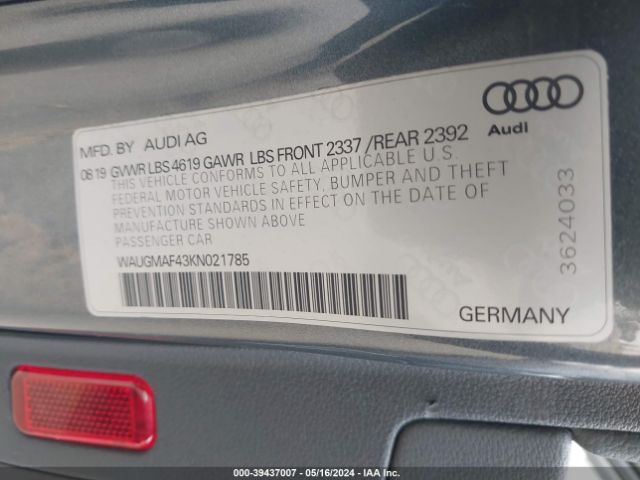 MFD. BY AUDI AG
Audi
08 19 GVWR LBS 4619 GAWR LBS FRONT 2337 / REAR 2392
THIS VEHICLE CONFORMS TO ALL APPLICABLE U.S.
FEDERAL MOTOR VEHICLE SAFETY, BUMPER AND THEFT
PREVENTION STANDARDS IN EFFECT ON THE DATE OF
MANUFACTURE SHOWN ABOVE
PASSENGER CAR
WAUGMAF43KN021785
3624033
GERMANY
000-39437007 • 05/16/2024 • IAA Inc.